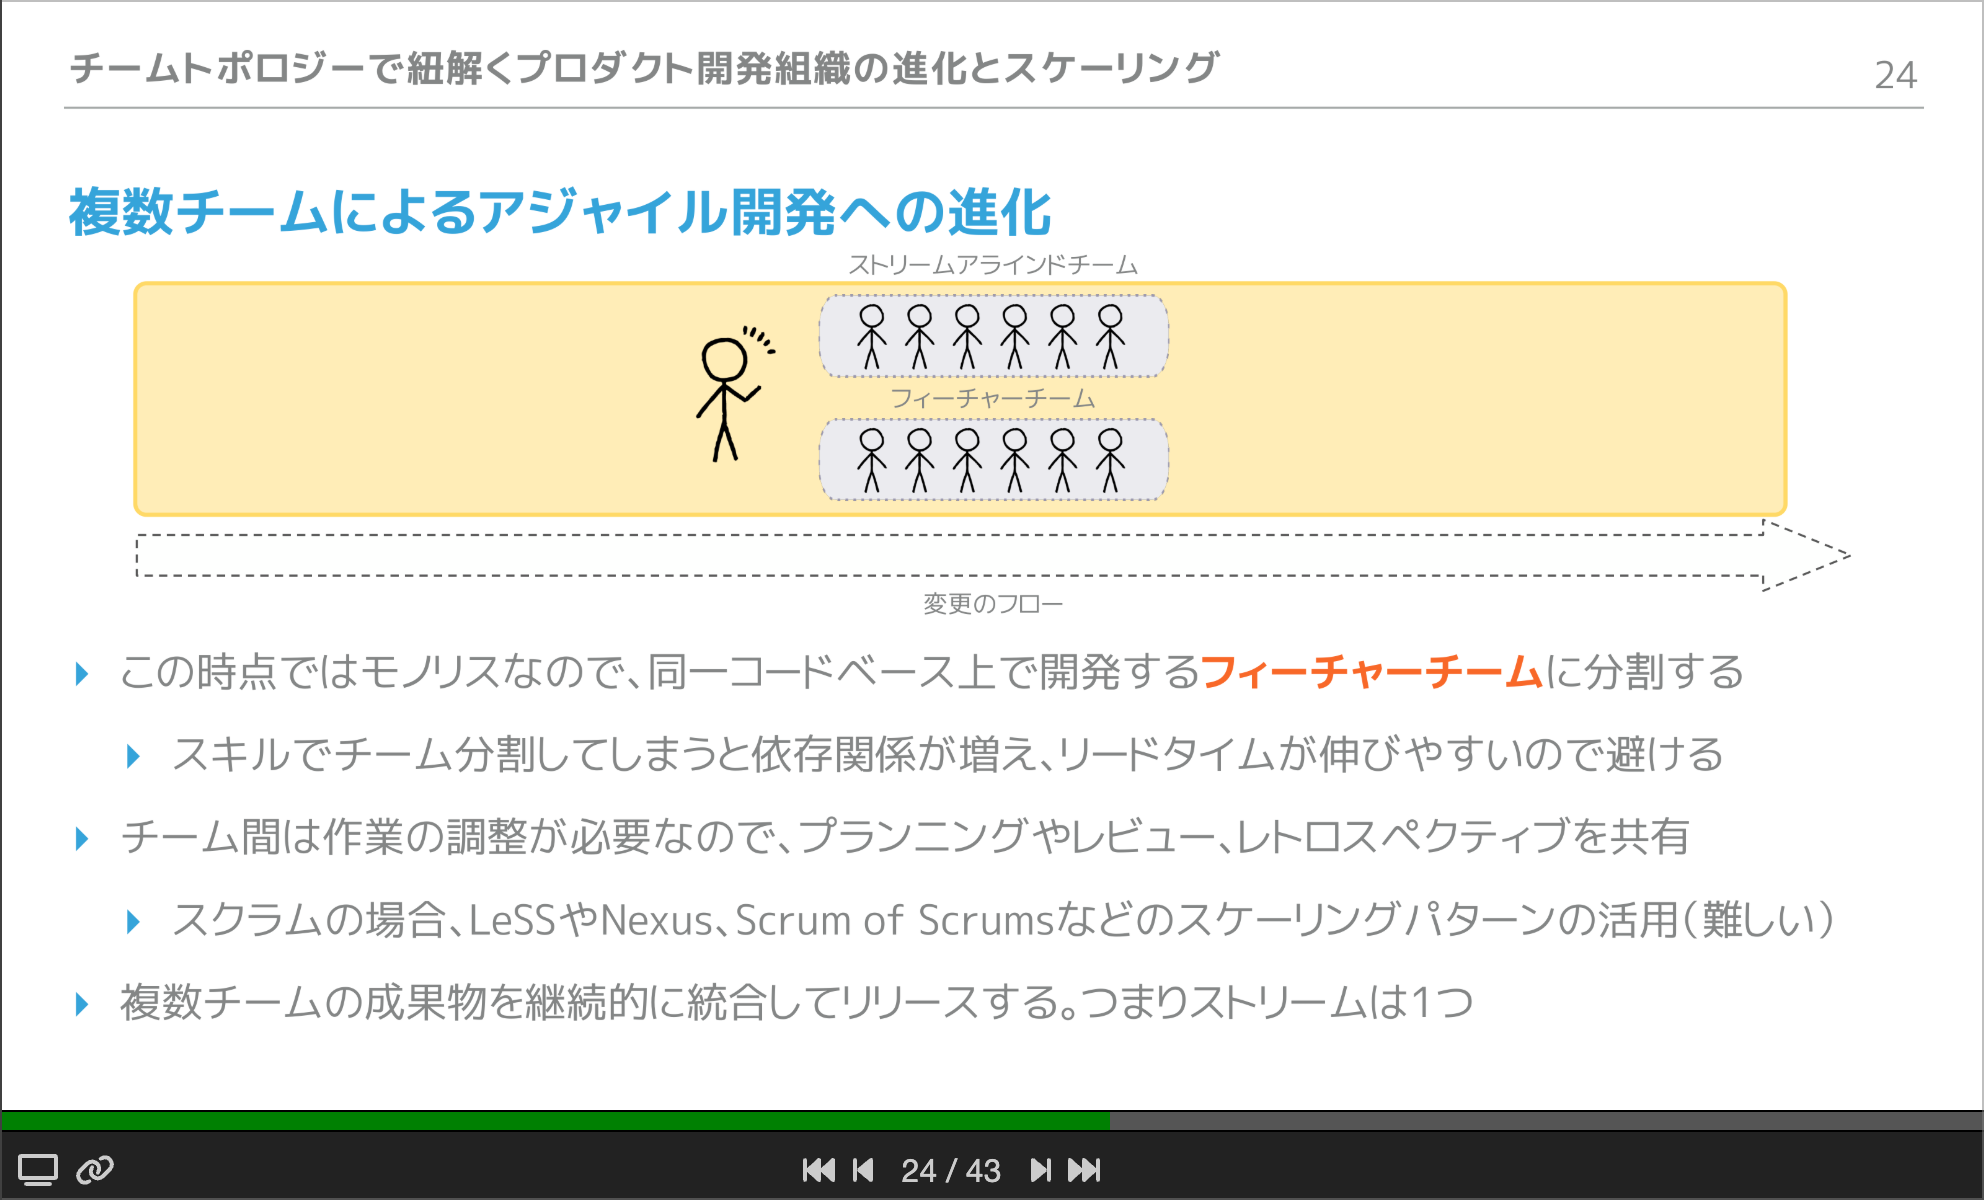 チームトポロジーで紐解くプロダクト開発組織の進化とスケーリング
24
複数チームによるアジャイル開発への進化
ストリームアラインドチーム
フィーチャーチーム
変更のフロー
この時点ではモノリスなので、同一コードベース上で開発するフィーチャーチームに分割する
スキルでチーム分割してしまうと依存関係が増え、リードタイムが伸びやすいので避ける
チーム間は作業の調整が必要なので、プランニングやレビュー、レトロスペクティブを共有
スクラムの場合、LeSSやNexus、Scrum of Scrumsなどのスケーリングパターンの活用（難しい）
複数チームの成果物を継続的に統合してリリースする。つまりストリームは1つ
24 / 43